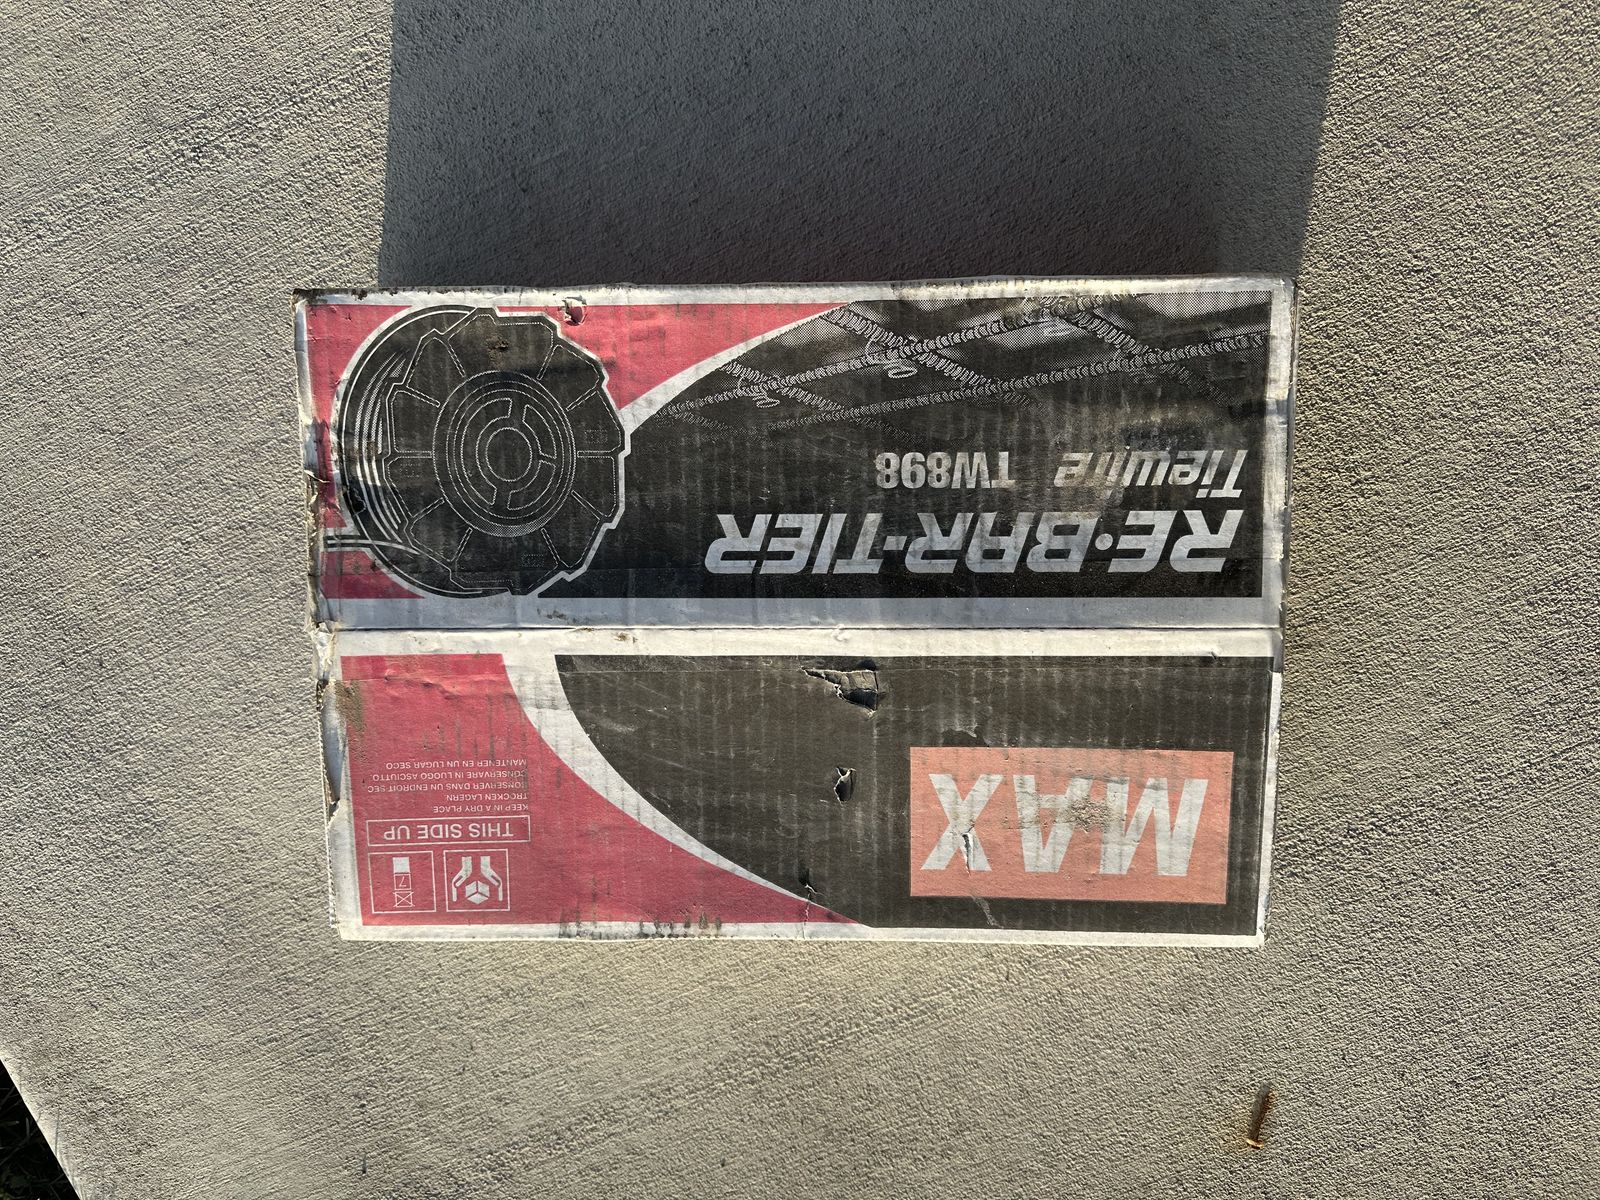 MAX
THIS SIDE UP
KEEP IN A DRY PLACE
TROCKEN LAGERN
CONSERVER DANS UN ENDROIT SEC
CONSERVARE IN LUOGO ASCIUTTO
MANTENER EN UN LUGAR SECO
7
RE·BAR-TIER
Tiewire TW898